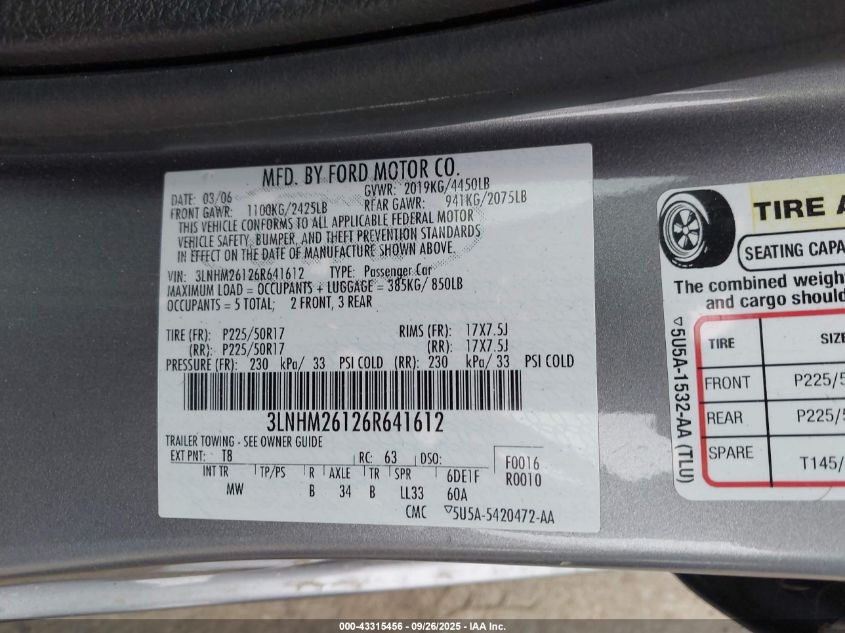 MFD. BY FORD MOTOR CO.
DATE: 03/06 GVWR: 2019KG/4450LB
FRONT GAWR: 1100KG/2425LB REAR GAWR: 941KG/2075LB
THIS VEHICLE CONFORMS TO ALL APPLICABLE FEDERAL MOTOR
VEHICLE SAFETY, BUMPER, AND THEFT PREVENTION STANDARDS
IN EFFECT ON THE DATE OF MANUFACTURE SHOWN ABOVE.
VIN: 3LNHM26126R641612 TYPE: Passenger Car
MAXIMUM LOAD = OCCUPANTS + LUGGAGE = 385KG/ 850LB
OCCUPANTS = 5 TOTAL; 2 FRONT, 3 REAR
TIRE (FR): P225/50R17 RIMS (FR): 17X7.5J
(RR): P225/50R17 (RR): 17X7.5J
PRESSURE (FR): 230 kPa/ 33 PSI COLD (RR): 230 kPa/ 33 PSI COLD
3LNHM26126R641612
TRAILER TOWING - SEE OWNER GUIDE
EXT PNT: T8 RC: 63 DSO: F0016
INT TR TP/PS R AXLE TR SPR 6DE1F R0010
MW B 34 B LL33 60A
CMC ▽5U5A-5420472-AA
TIRE A
SEATING CAPA
The combined weigh
and cargo shoul
TIRE SIZE
FRONT P225/5
REAR P225/5
SPARE T145/
▽5U5A-1532-AA (TLU)
000-43315456 - 09/26/2025 - IAA Inc.